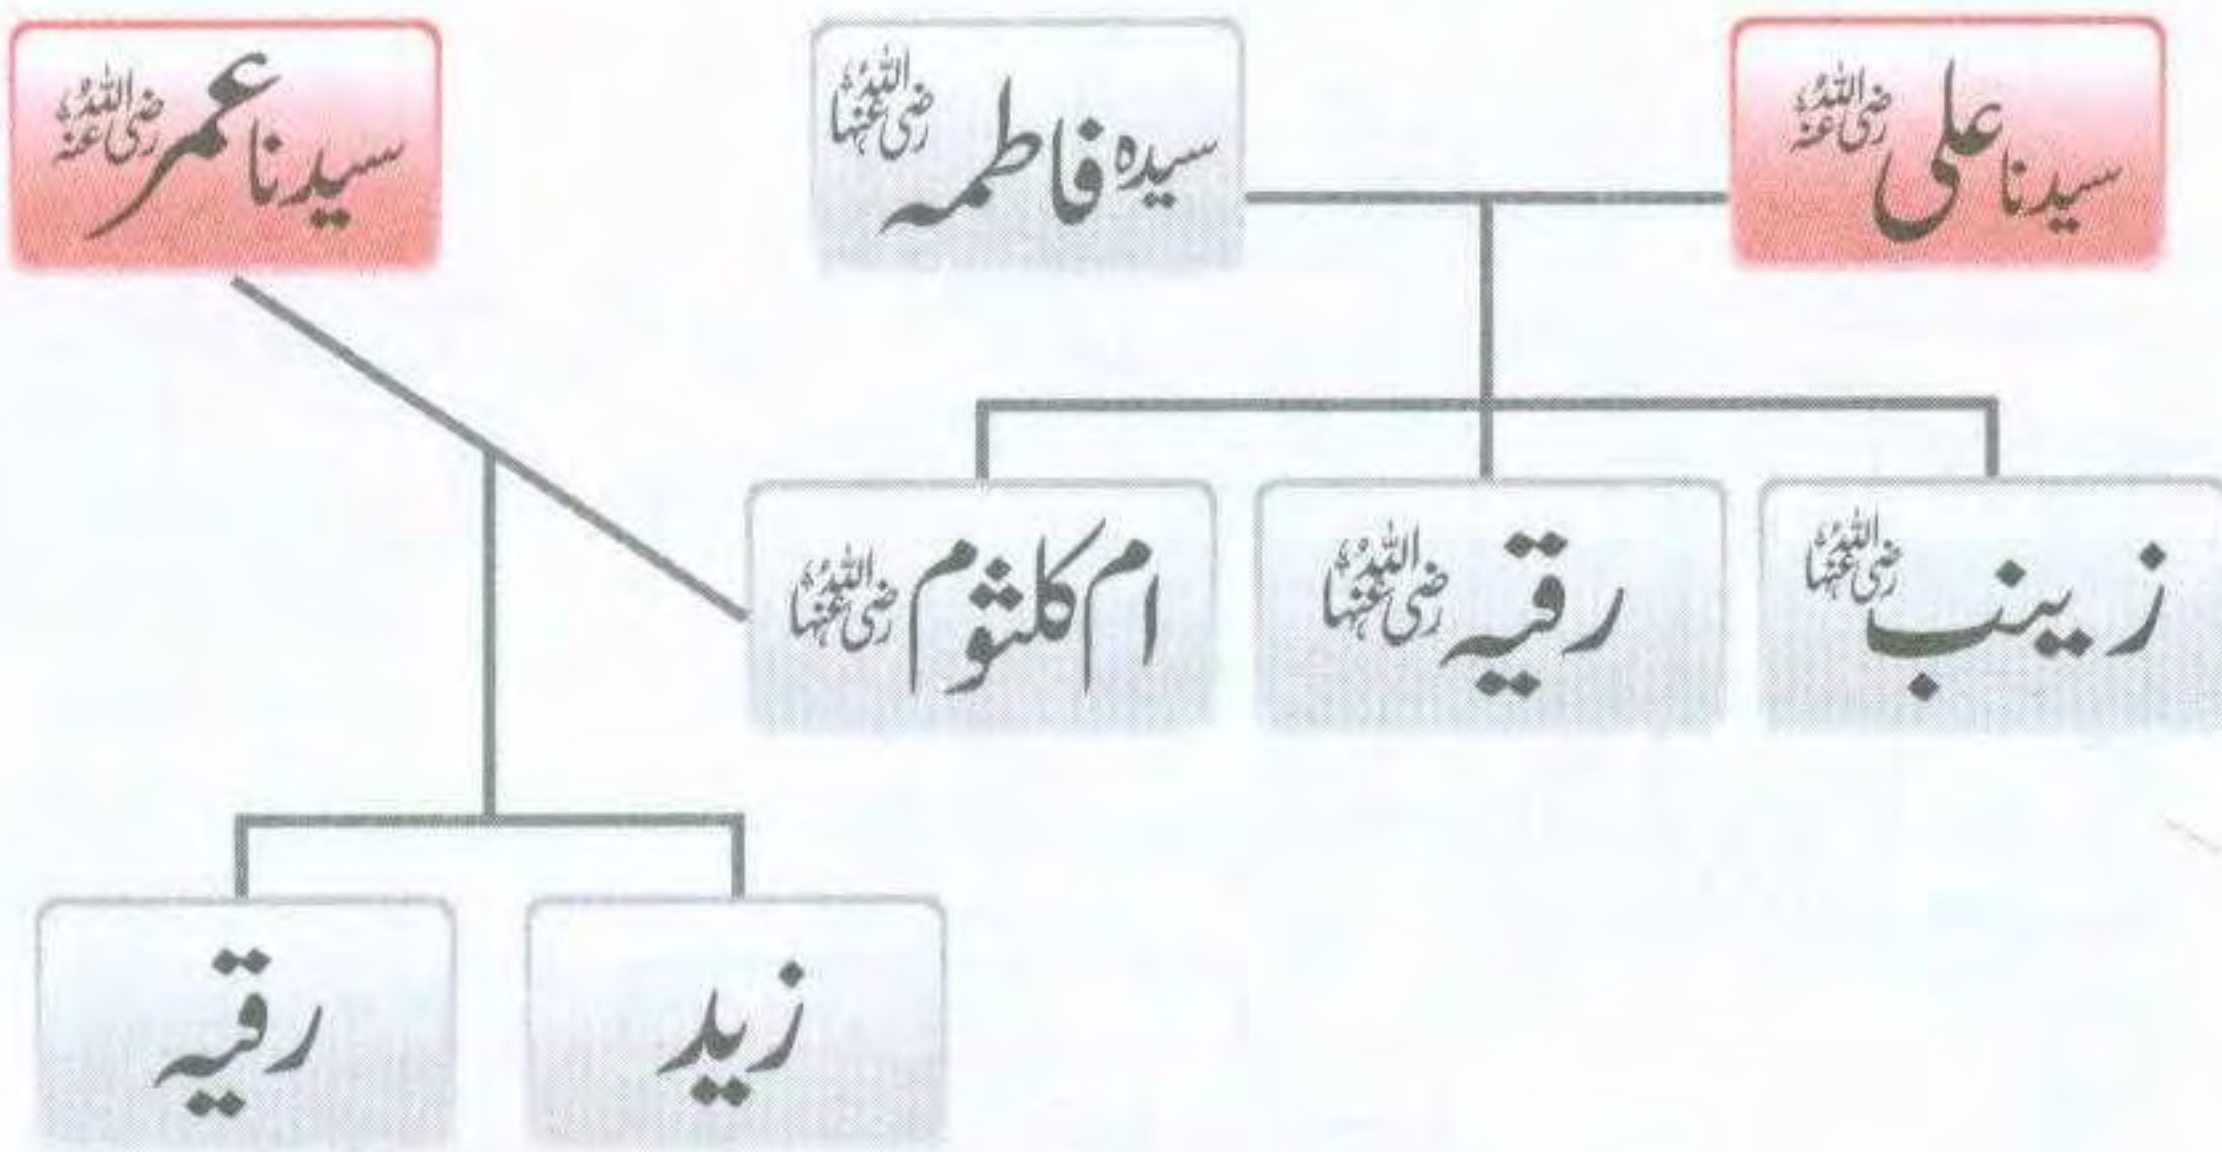 سیدنا علی رضی اللہ عنہ
سیدہ فاطمہ رضی اللہ عنہا
سیدنا عمر رضی اللہ عنہ
زینب رضی اللہ عنہا
رقیہ رضی اللہ عنہا
ام کلثوم رضی اللہ عنہا
زید
رقیہ